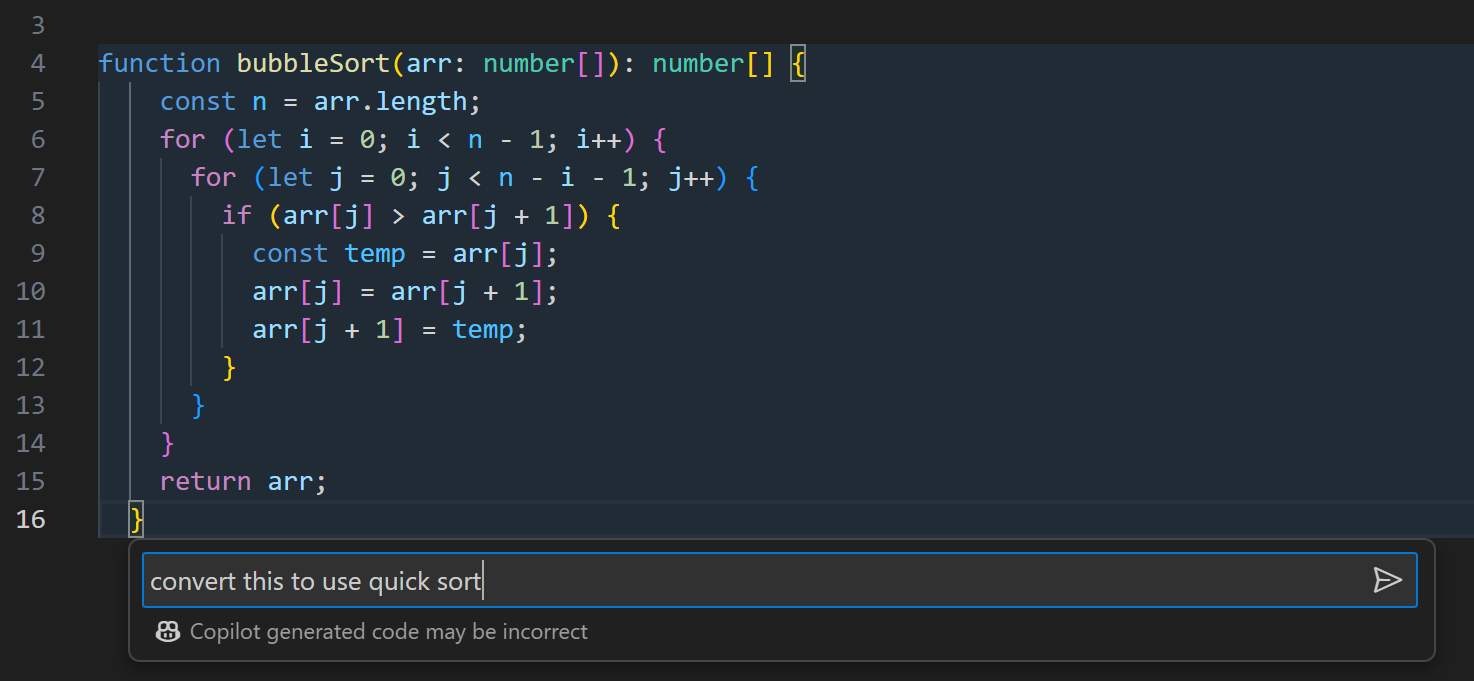 3
4 function bubbleSort(arr: number[]): number[] {
5 const n = arr.length;
6 for (let i = 0; i < n - 1; i++) {
7 for (let j = 0; j < n - i - 1; j++) {
8 if (arr[j] > arr[j + 1]) {
9 const temp = arr[j];
10 arr[j] = arr[j + 1];
11 arr[j + 1] = temp;
12 }
13 }
14 }
15 return arr;
16 }
convert this to use quick sort
Copilot generated code may be incorrect